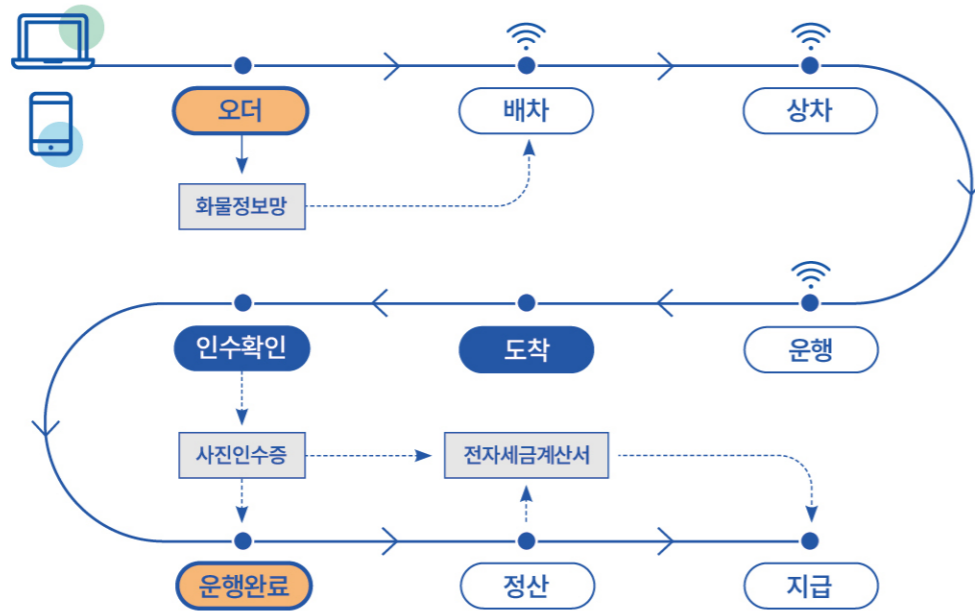 오더
배차
상차
화물정보망
인수확인
도착
운행
사진인수증
전자세금계산서
운행완료
정산
지급